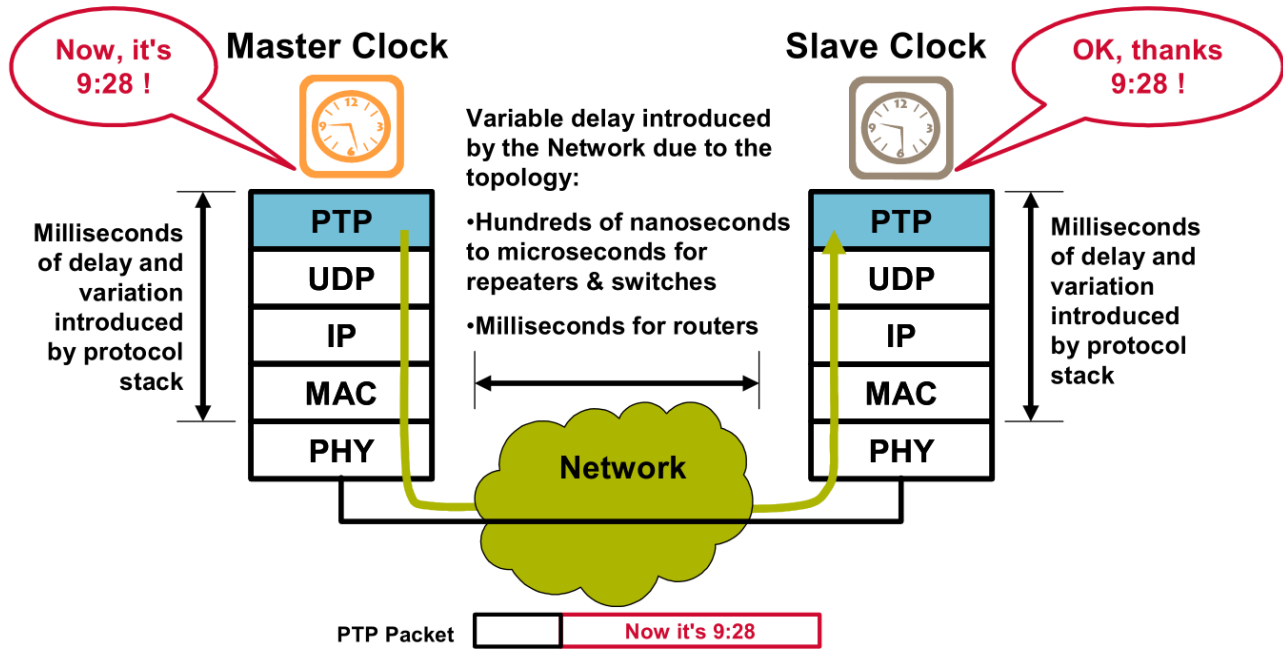 Now, it's
9:28 !
Master Clock
Slave Clock
OK, thanks
9:28 !
12
9
3
6
12
9
3
6
Variable delay introduced
by the Network due to the
topology:
•Hundreds of nanoseconds
to microseconds for
repeaters & switches
•Milliseconds for routers
Milliseconds
of delay and
variation
introduced
by protocol
stack
PTP
UDP
IP
MAC
PHY
Network
PTP
UDP
IP
MAC
PHY
Milliseconds
of delay and
variation
introduced
by protocol
stack
PTP Packet
Now it's 9:28